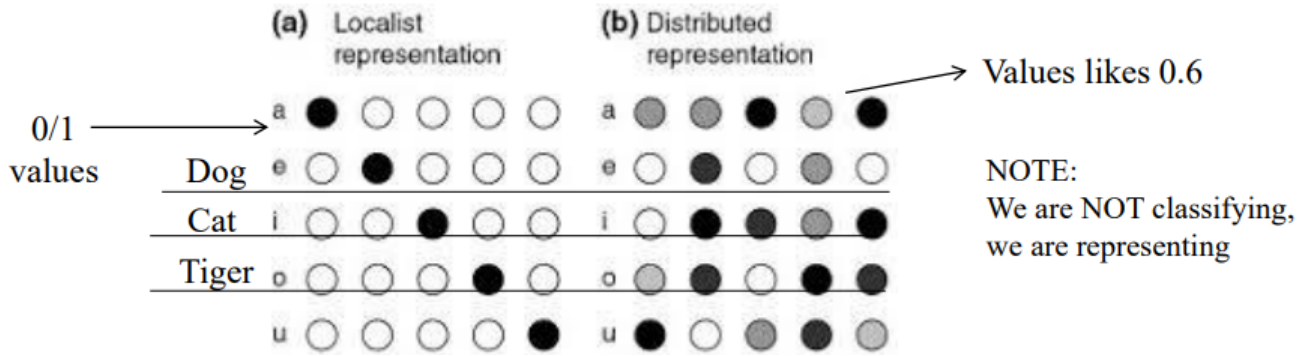 (a) Localist
representation
(b) Distributed
representation
Values likes 0.6
0/1
values
a
a
Dog
e
e
Cat
i
i
Tiger
o
o
u
u
NOTE:
We are NOT classifying,
we are representing